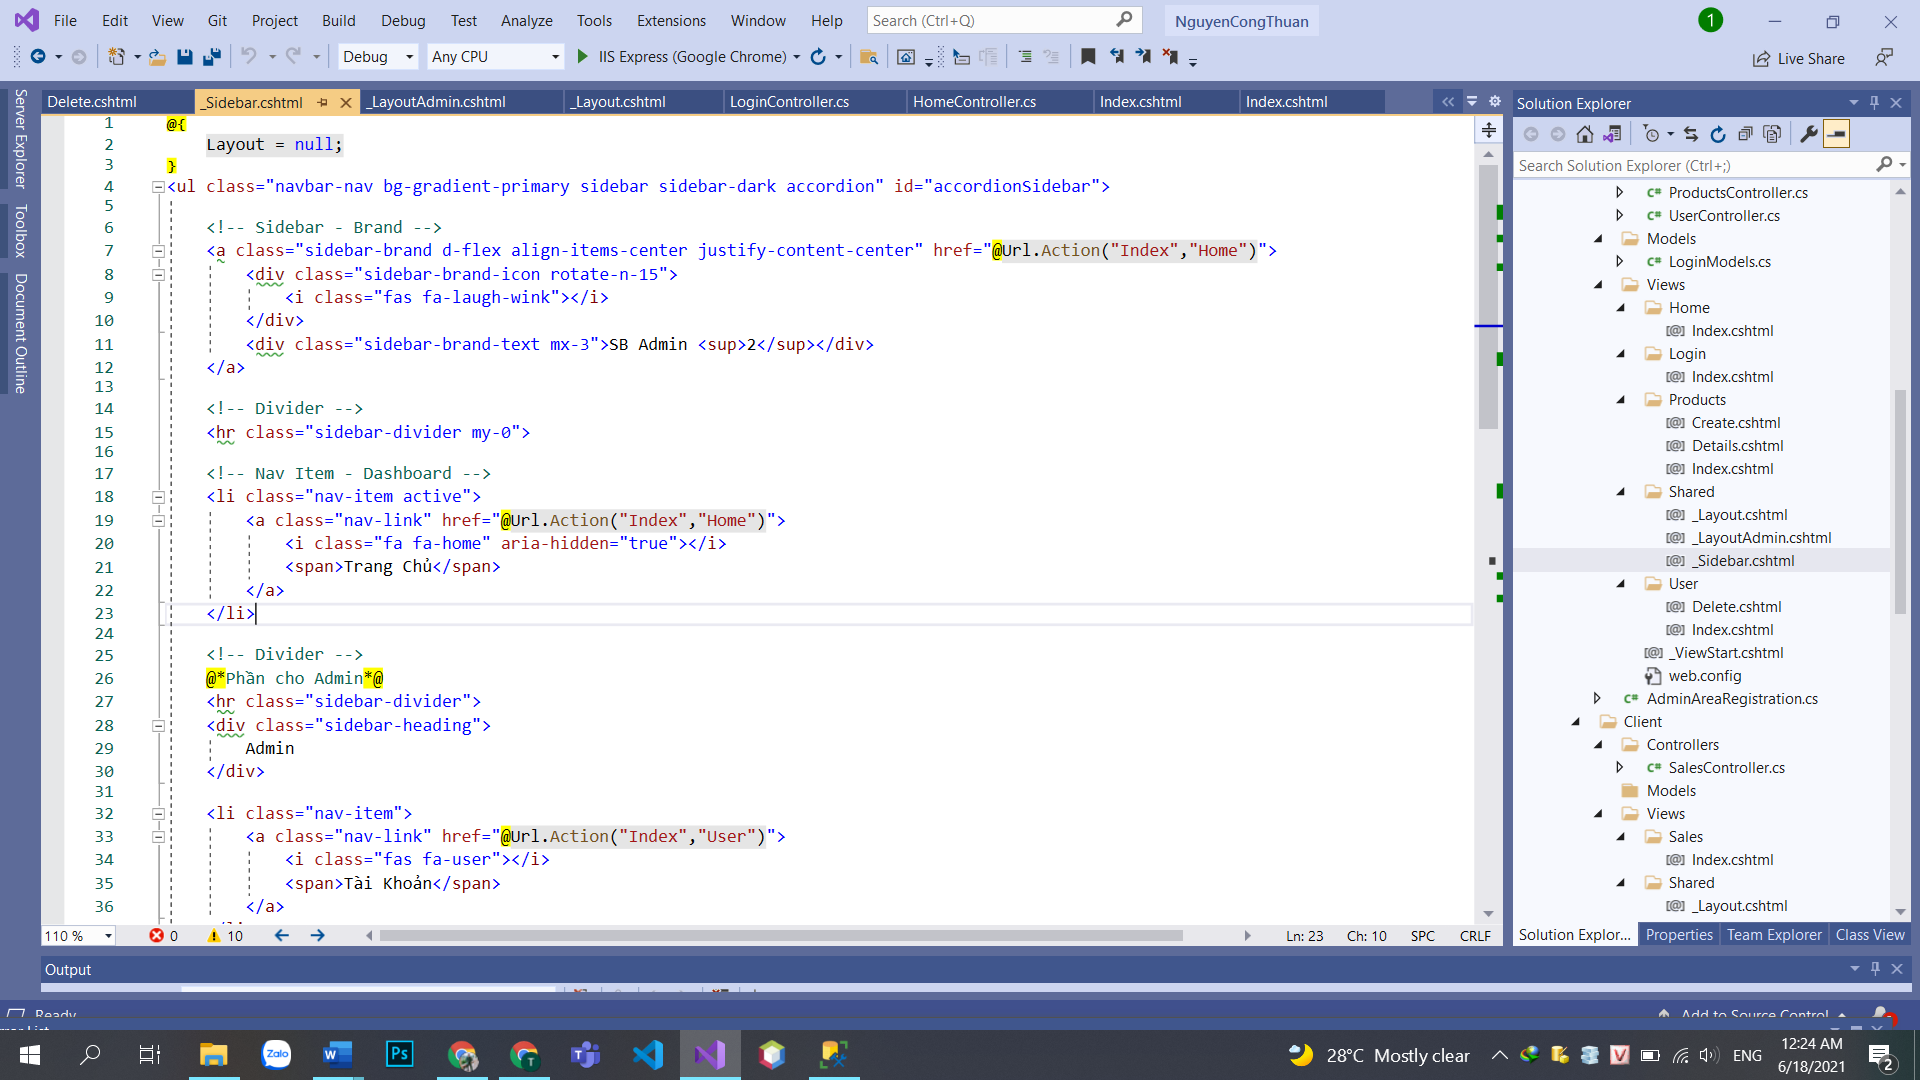 File Edit View Git Project Build Debug Test Analyze Tools Extensions Window Help Search (Ctrl+Q) NguyenCongThuan 1
Debug Any CPU IIS Express (Google Chrome) Live Share
Server Explorer
Toolbox
Document Outline
Delete.cshtml _Sidebar.cshtml _LayoutAdmin.cshtml _Layout.cshtml LoginController.cs HomeController.cs Index.cshtml Index.cshtml
1 @{
2 Layout = null;
3 }
4 <ul class="navbar-nav bg-gradient-primary sidebar sidebar-dark accordion" id="accordionSidebar">
5
6 <!-- Sidebar - Brand -->
7 <a class="sidebar-brand d-flex align-items-center justify-content-center" href="@Url.Action("Index","Home")">
8 <div class="sidebar-brand-icon rotate-n-15">
9 <i class="fas fa-laugh-wink"></i>
10 </div>
11 <div class="sidebar-brand-text mx-3">SB Admin <sup>2</sup></div>
12 </a>
13
14 <!-- Divider -->
15 <hr class="sidebar-divider my-0">
16
17 <!-- Nav Item - Dashboard -->
18 <li class="nav-item active">
19 <a class="nav-link" href="@Url.Action("Index","Home")">
20 <i class="fa fa-home" aria-hidden="true"></i>
21 <span>Trang Chủ</span>
22 </a>
23 </li>
24
25 <!-- Divider -->
26 @*Phần cho Admin*@
27 <hr class="sidebar-divider">
28 <div class="sidebar-heading">
29 Admin
30 </div>
31
32 <li class="nav-item">
33 <a class="nav-link" href="@Url.Action("Index","User")">
34 <i class="fas fa-user"></i>
35 <span>Tài Khoản</span>
36 </a>
110 % 0 10 Ln: 23 Ch: 10 SPC CRLF
Solution Explorer
Search Solution Explorer (Ctrl+;)
C# ProductsController.cs
C# UserController.cs
Models
C# LoginModels.cs
Views
Home
[@] Index.cshtml
Login
[@] Index.cshtml
Products
[@] Create.cshtml
[@] Details.cshtml
[@] Index.cshtml
Shared
[@] _Layout.cshtml
[@] _LayoutAdmin.cshtml
[@] _Sidebar.cshtml
User
[@] Delete.cshtml
[@] Index.cshtml
[@] _ViewStart.cshtml
web.config
C# AdminAreaRegistration.cs
Client
Controllers
C# SalesController.cs
Models
Views
Sales
[@] Index.cshtml
Shared
[@] _Layout.cshtml
Solution Explor... Properties Team Explorer Class View
Output
Ready Add to Source Control
Zalo Ps 28°C Mostly clear ENG 12:24 AM
6/18/2021 2